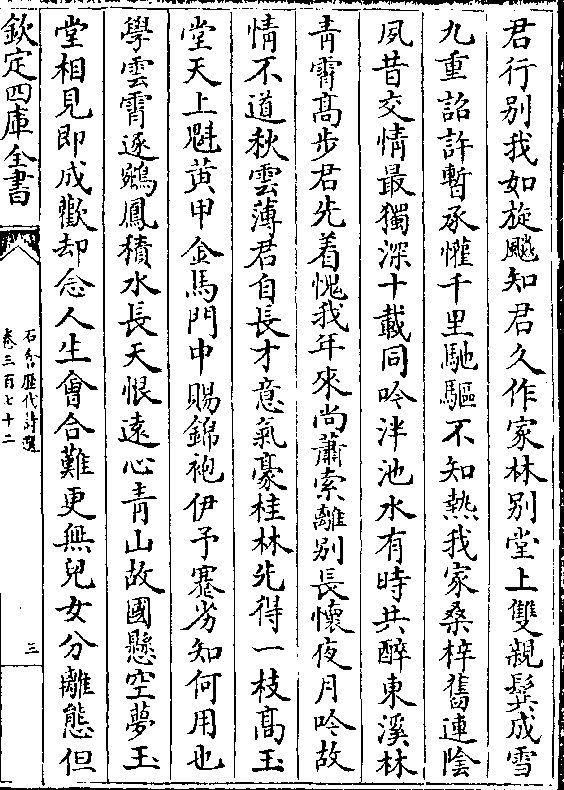 君行别我如旋飈知君久作家林别堂上雙親鬂成雪
九重詔許暫承懽千里馳驅不知熱我家桑梓舊連陰
夙昔交情最獨深十載同吟泮池水有時共醉東溪林
青霄髙步君先着愧我年來尚蕭索離别長懷夜月吟故
情不道秋雲薄君自長才意氣豪桂林先得一枝髙玉
堂天上魁黄甲金馬門中賜錦袍伊予蹇劣知何用也
學雲霄逐鵷鳳積水長天恨逺心青山故國懸空夢玉
堂相見即成歡却念人生㑹合難更無兒女分離態但
欽定四庫全書
石倉歴代詩選
卷三百七十二
三